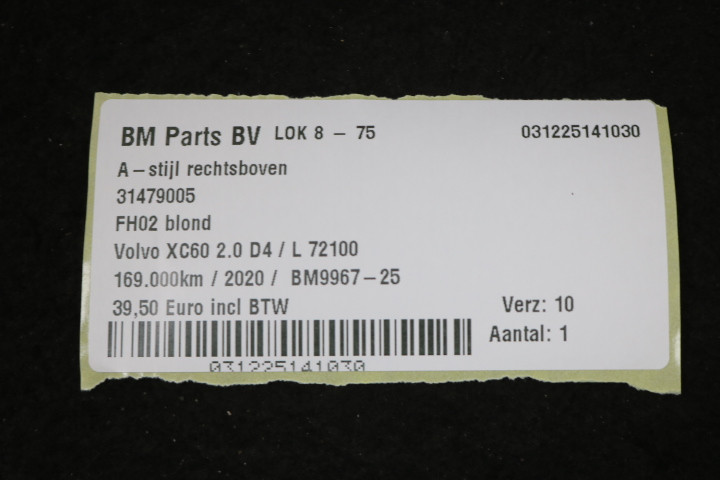 BM Parts BV LOK 8 - 75 031225141030
A-stijl rechtsboven
31479005
FH02 blond
Volvo XC60 2.0 D4 / L 72100
169.000km / 2020 / BM9967-25
39,50 Euro incl BTW Verz: 10
Aantal: 1
031225141030